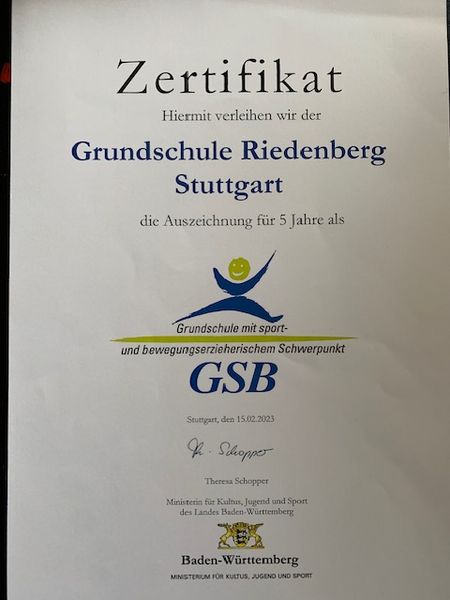 Zertifikat
Hiermit verleihen wir der
Grundschule Riedenberg
Stuttgart
die Auszeichnung für 5 Jahre als
Grundschule mit sport-
und bewegungserzieherischem Schwerpunkt
GSB
Stuttgart, den 15.02.2023
Th. Schopper
Theresa Schopper
Ministerin für Kultus, Jugend und Sport
des Landes Baden-Württemberg
Baden-Württemberg
MINISTERIUM FÜR KULTUS, JUGEND UND SPORT